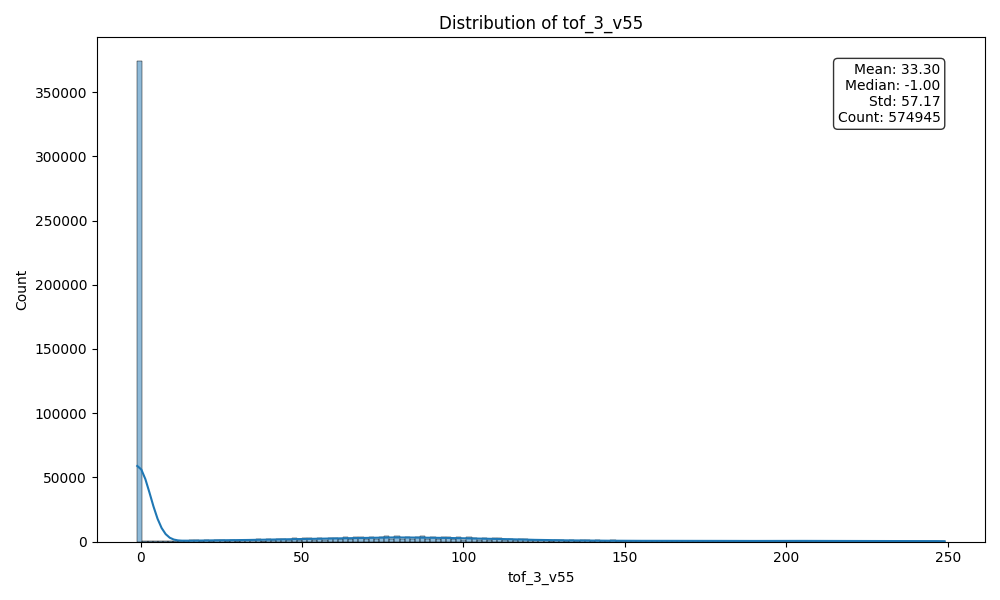 Distribution of tof_3_v55
Mean: 33.30
Median: -1.00
Std: 57.17
Count: 574945
Count
350000
300000
250000
200000
150000
100000
50000
0
0 50 100 150 200 250
tof_3_v55